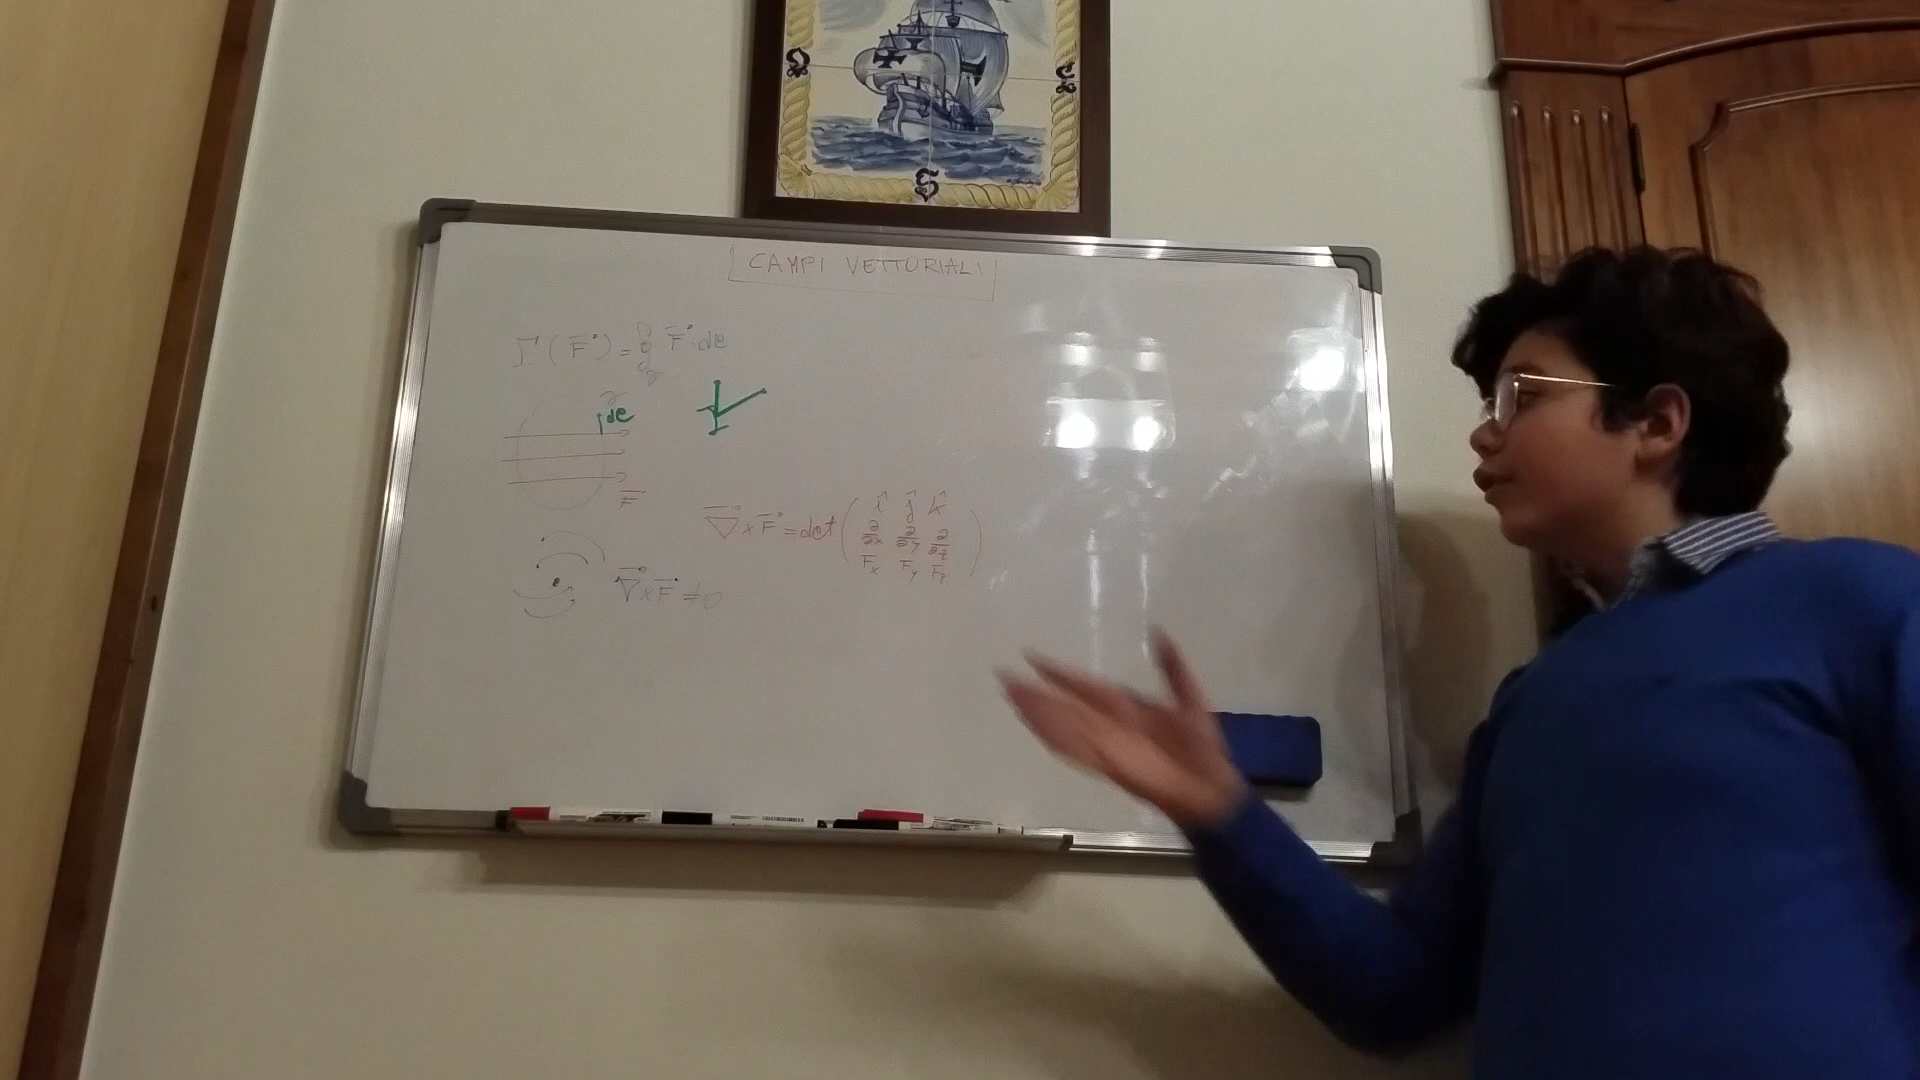 S
CAMPI VETTORIALI
Γ(F⃗) = ∮γ F⃗·dℓ
γ
dℓ
F⃗
∇⃗×F⃗ = det ( î ĵ k̂
∂/∂x ∂/∂y ∂/∂z
Fx Fy Fz )
∇⃗×F⃗ ≠ 0